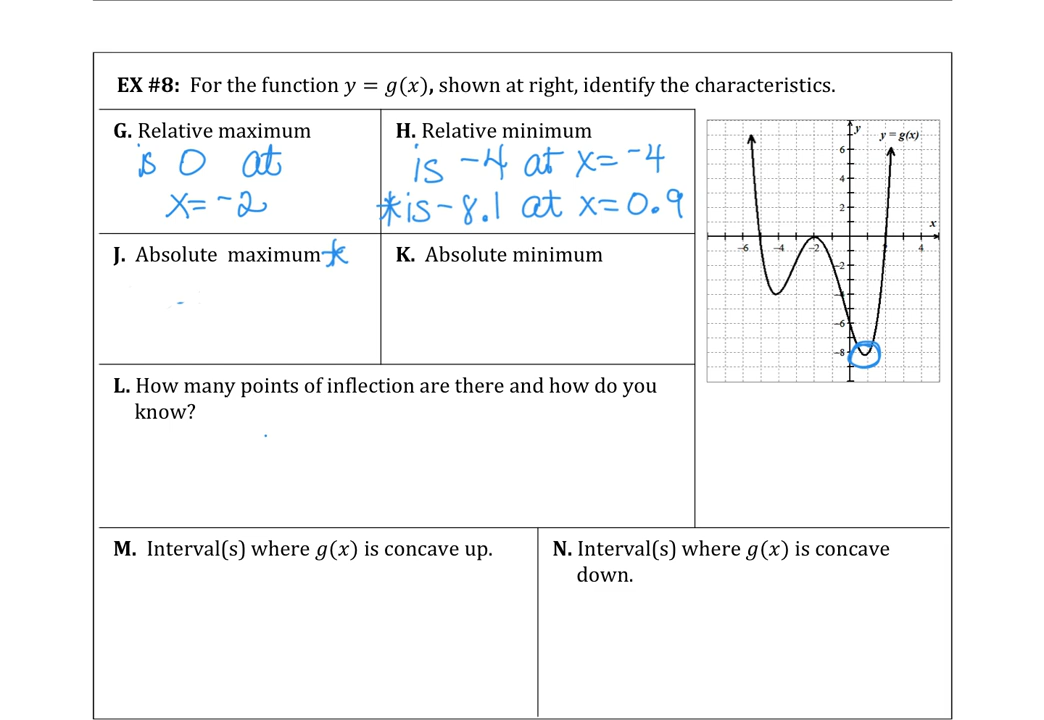 EX #8: For the function y = g(x), shown at right, identify the characteristics.
G. Relative maximum
is 0 at
x= -2
H. Relative minimum
is -4 at x= -4
*is -8.1 at x=0.9
J. Absolute maximum *
K. Absolute minimum
L. How many points of inflection are there and how do you
know?
M. Interval(s) where g(x) is concave up.
N. Interval(s) where g(x) is concave
down.
y
y = g(x)
6
4
2
x
-6
-4
-2
4
-2
-4
-6
-8